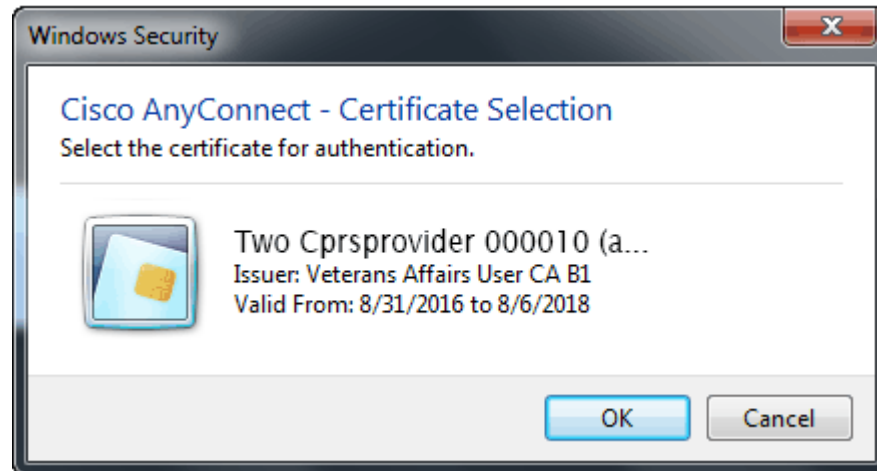 Windows Security
Cisco AnyConnect - Certificate Selection
Select the certificate for authentication.
Two Cprsprovider 000010 (a...
Issuer: Veterans Affairs User CA B1
Valid From: 8/31/2016 to 8/6/2018
OK
Cancel